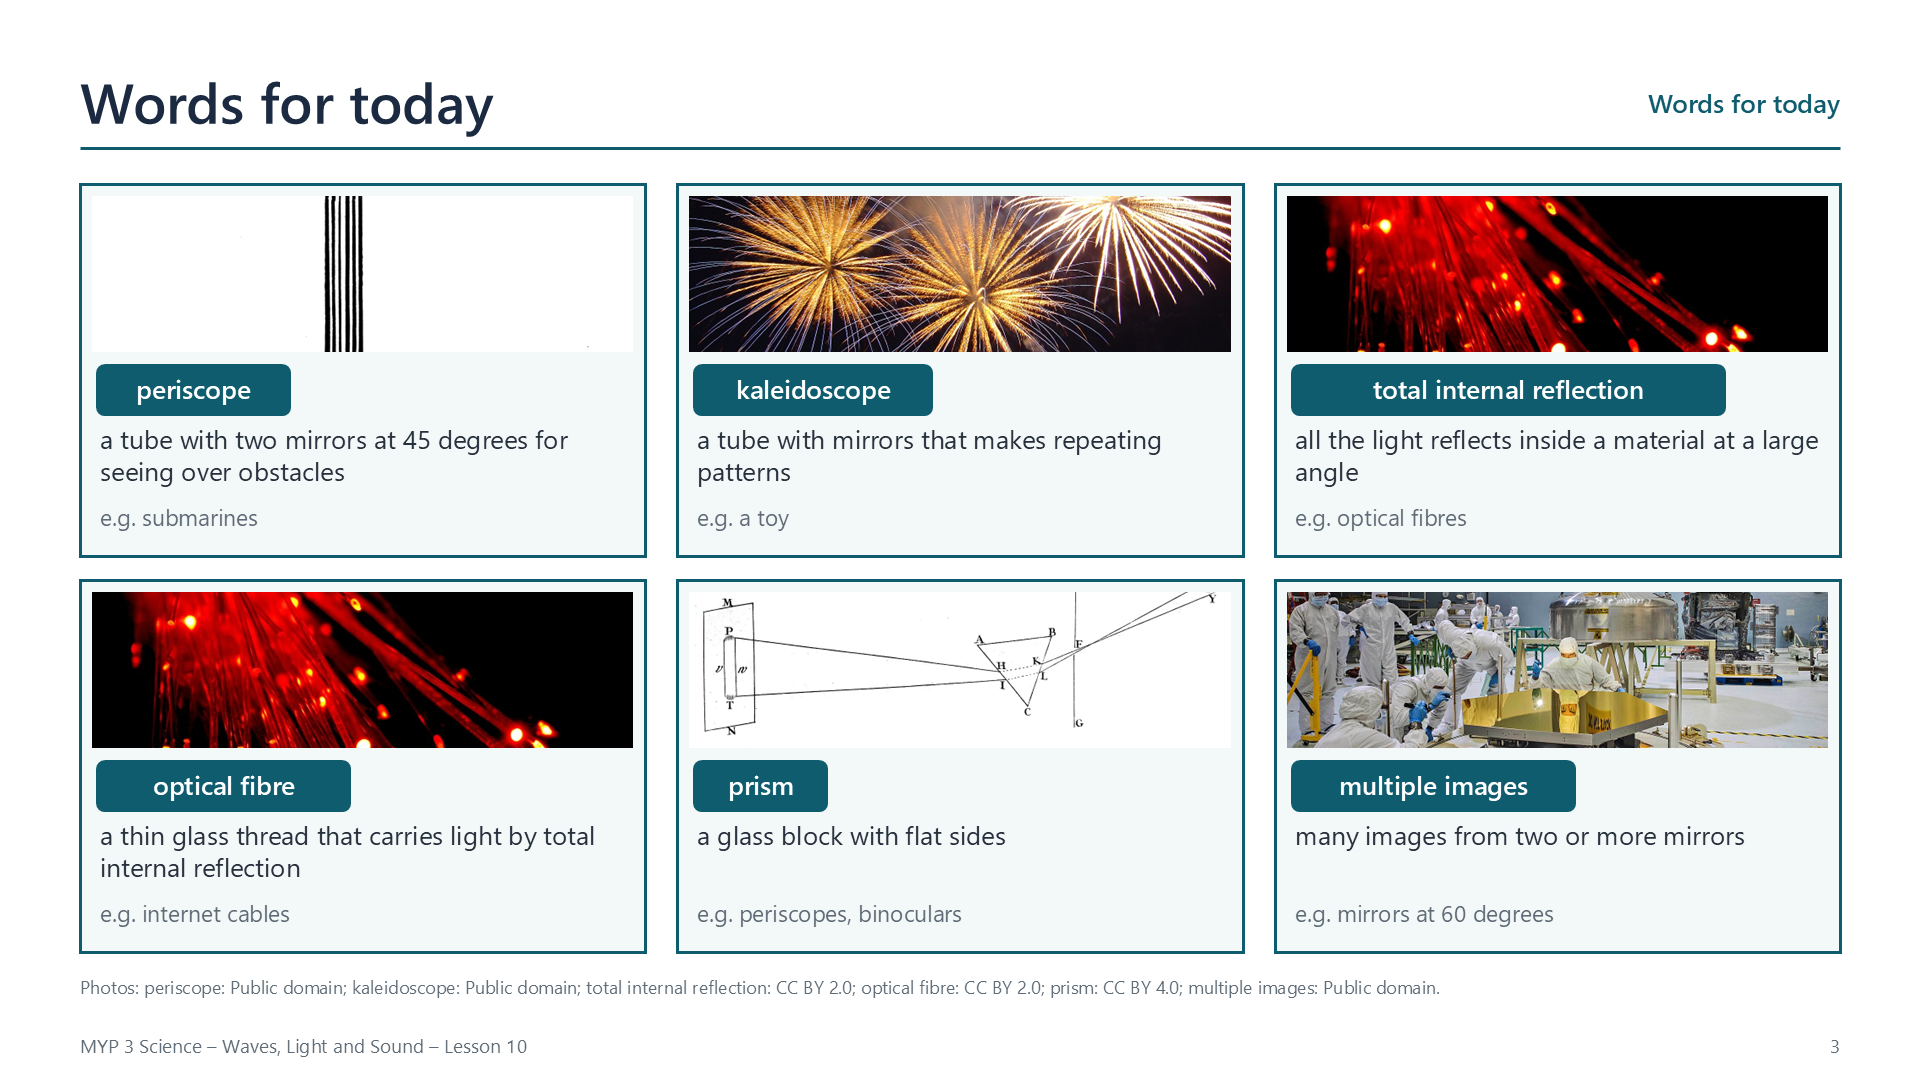 Words for today
Words for today
periscope
a tube with two mirrors at 45 degrees for
seeing over obstacles
e.g. submarines
kaleidoscope
a tube with mirrors that makes repeating
patterns
e.g. a toy
total internal reflection
all the light reflects inside a material at a large
angle
e.g. optical fibres
optical fibre
a thin glass thread that carries light by total
internal reflection
e.g. internet cables
M
P
v w
T
N
A
B
H
K
F
I
L
C
G
Y
prism
a glass block with flat sides
e.g. periscopes, binoculars
multiple images
many images from two or more mirrors
e.g. mirrors at 60 degrees
Photos: periscope: Public domain; kaleidoscope: Public domain; total internal reflection: CC BY 2.0; optical fibre: CC BY 2.0; prism: CC BY 4.0; multiple images: Public domain.
MYP 3 Science – Waves, Light and Sound – Lesson 10
3